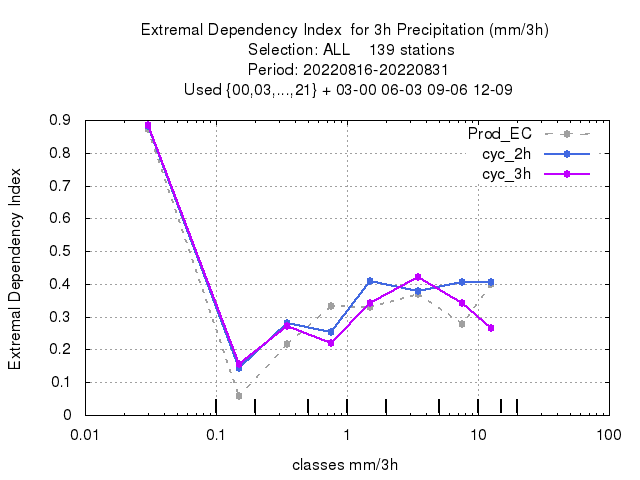 Extremal Dependency Index  for 3h Precipitation (mm/3h)
Selection: ALL    139 stations
Period: 20220816-20220831
Used {00,03,...,21} + 03-00 06-03 09-06 12-09
Prod_EC
cyc_2h
cyc_3h
0.9
0.8
0.7
0.6
0.5
0.4
0.3
0.2
0.1
0
Extremal Dependency Index
0.01 0.1 1 10 100
classes mm/3h